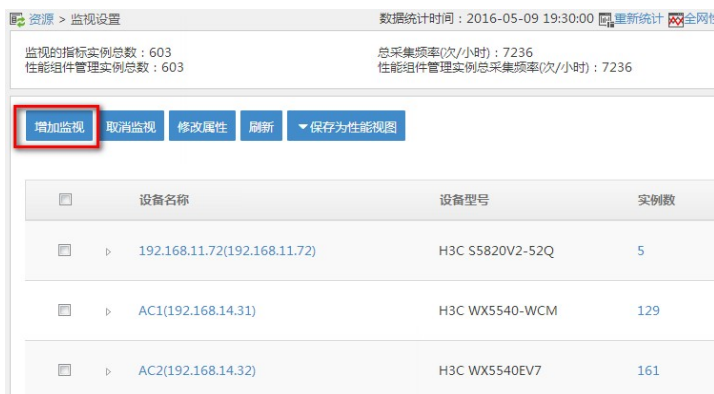 资源 > 监视设置 数据统计时间：2016-05-09 19:30:00 重新统计 全网性
监视的指标实例总数：603 总采集频率(次/小时)：7236
性能组件管理实例总数：603 性能组件管理实例总采集频率(次/小时)：7236
增加监视 取消监视 修改属性 刷新 保存为性能视图
设备名称 设备型号 实例数
192.168.11.72(192.168.11.72) H3C S5820V2-52Q 5
AC1(192.168.14.31) H3C WX5540-WCM 129
AC2(192.168.14.32) H3C WX5540EV7 161